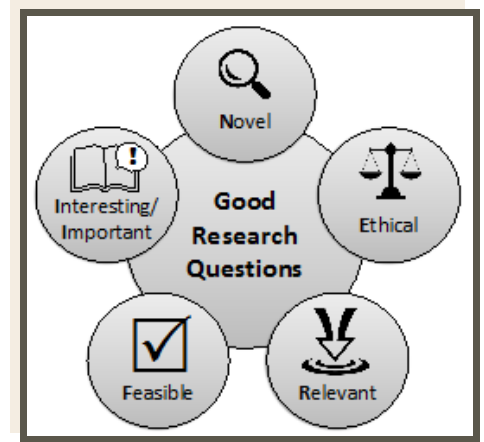 Novel
Interesting/
Important
Good
Research
Questions
Ethical
Feasible
Relevant